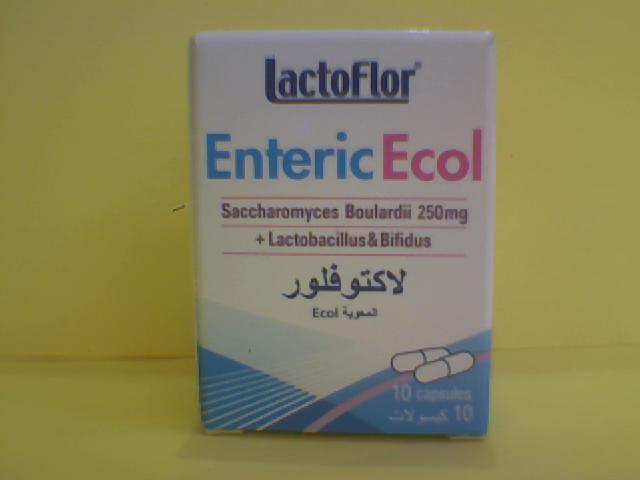 LactoFlor®
Enteric Ecol
Saccharomyces Boulardii 250mg
+ Lactobacillus & Bifidus
لاكتوفلور
المعوية Ecol
10 capsules
10 كبسولات